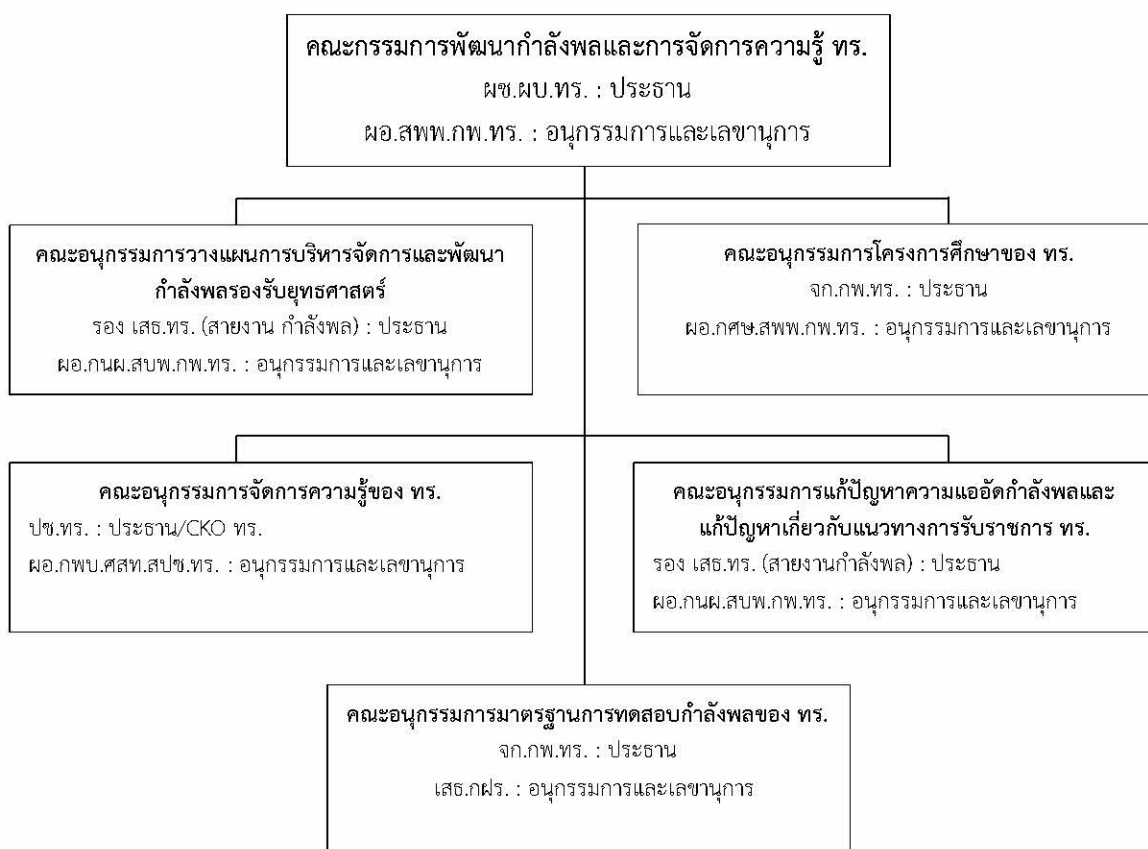 คณะกรรมการพัฒนากำลังพลและการจัดการความรู้ ทร.
ผช.ผบ.ทร. : ประธาน
ผอ.สพพ.กพ.ทร. : อนุกรรมการและเลขานุการ
คณะอนุกรรมการวางแผนการบริหารจัดการและพัฒนา
กำลังพลรองรับยุทธศาสตร์
รอง เสธ.ทร. (สายงาน กำลังพล) : ประธาน
ผอ.กนผ.สบพ.กพ.ทร. : อนุกรรมการและเลขานุการ
คณะอนุกรรมการโครงการศึกษาของ ทร.
จก.กพ.ทร. : ประธาน
ผอ.กศษ.สพพ.กพ.ทร. : อนุกรรมการและเลขานุการ
คณะอนุกรรมการจัดการความรู้ของ ทร.
ปช.ทร. : ประธาน/CKO ทร.
ผอ.กพบ.ศสท.สปช.ทร. : อนุกรรมการและเลขานุการ
คณะอนุกรรมการแก้ปัญหาความแออัดกำลังพลและ
แก้ปัญหาเกี่ยวกับแนวทางการรับราชการ ทร.
รอง เสธ.ทร. (สายงานกำลังพล) : ประธาน
ผอ.กนผ.สบพ.กพ.ทร. : อนุกรรมการและเลขานุการ
คณะอนุกรรมการมาตรฐานการทดสอบกำลังพลของ ทร.
จก.กพ.ทร. : ประธาน
เสธ.กฝร. : อนุกรรมการและเลขานุการ